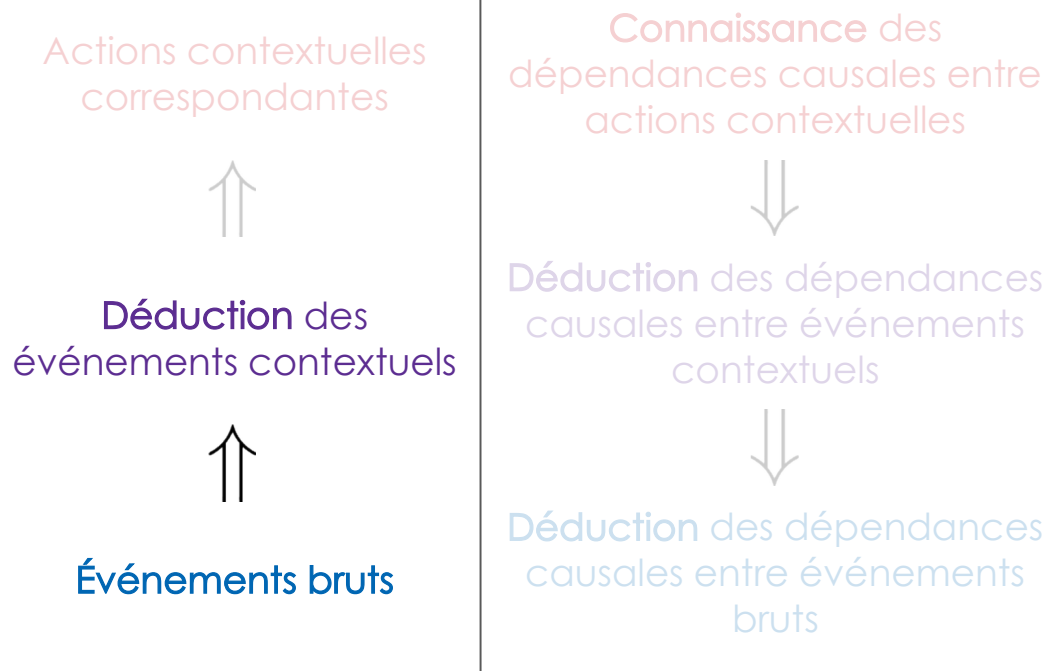 Actions contextuelles
correspondantes
Déduction des
événements contextuels
Événements bruts
Connaissance des
dépendances causales entre
actions contextuelles
Déduction des dépendances
causales entre événements
contextuels
Déduction des dépendances
causales entre événements
bruts